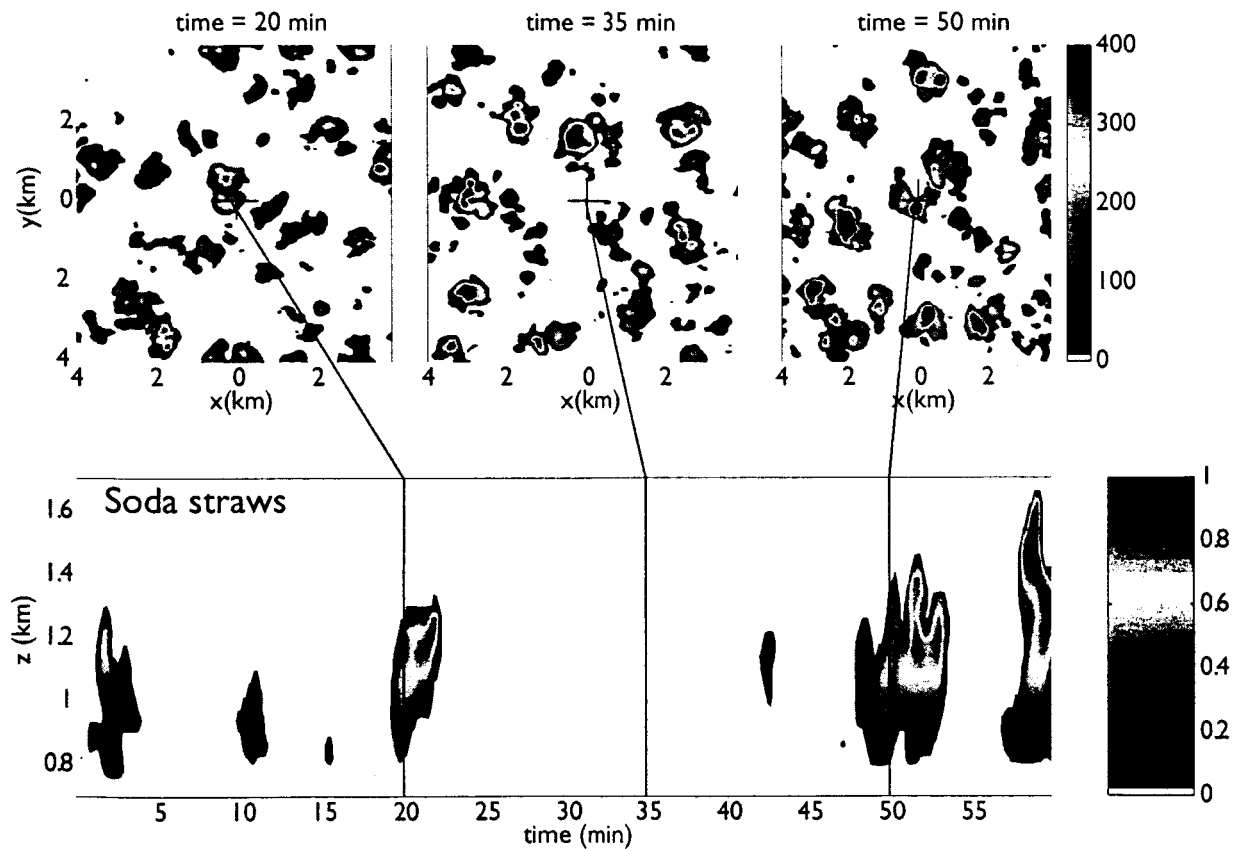 time = 20 min
time = 35 min
time = 50 min
400
300
200
100
0
2
0
2
4
y(km)
4 2 0 2
x(km)
4 2 0 2
x(km)
4 2 0 2
x(km)
Soda straws
1.6
1.4
1.2
1
0.8
z (km)
5 10 15 20 25 30 35 40 45 50 55
time (min)
1
0.8
0.6
0.4
0.2
0